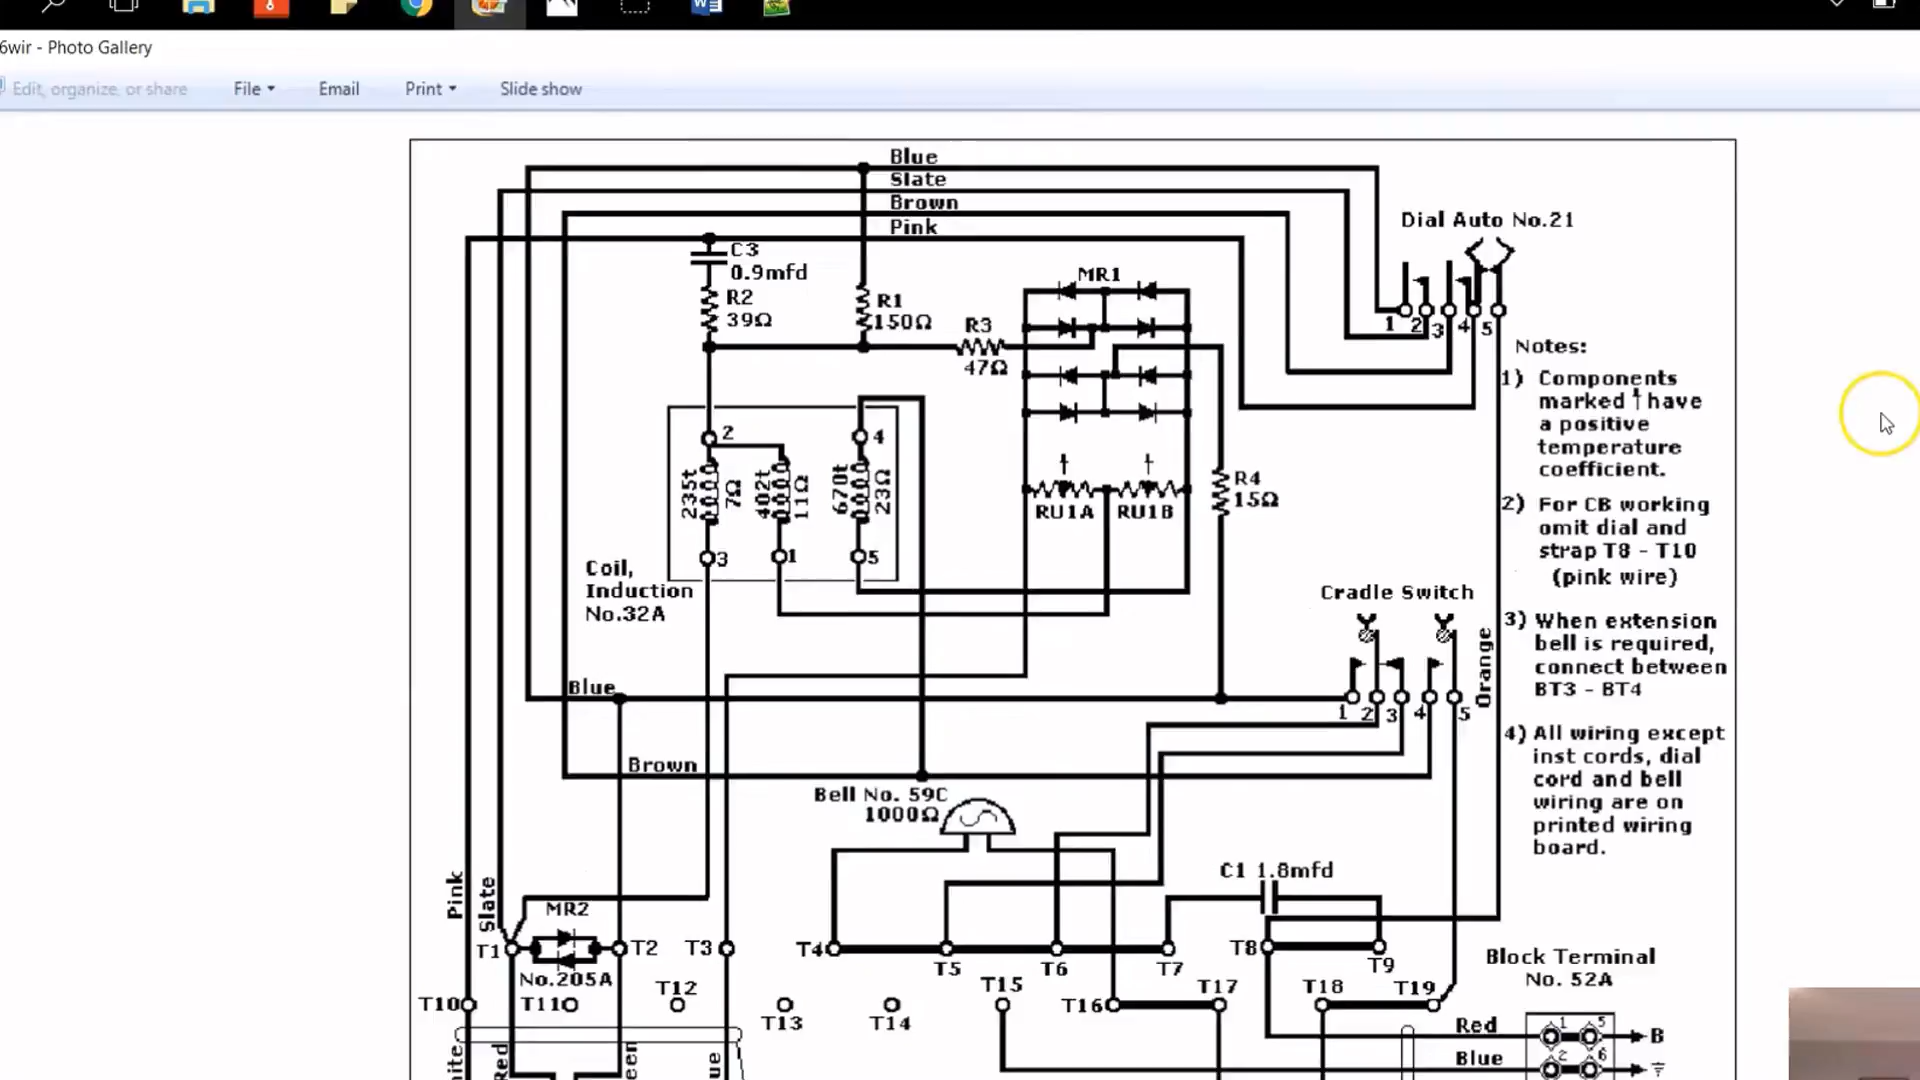 6wir - Photo Gallery
Edit, organize, or share
File
Email
Print
Slide show
Blue
Slate
Brown
Pink
Dial Auto No.21
C3
0.9mfd
R2
39Ω
R1
150Ω
R3
47Ω
MR1
1 2 3 4 5
Notes:
1) Components
marked † have
a positive
temperature
coefficient.
2) For CB working
omit dial and
strap T8 - T10
(pink wire)
3) When extension
bell is required,
connect between
BT3 - BT4
4) All wiring except
inst cords, dial
cord and bell
wiring are on
printed wiring
board.
2
4
235t
7Ω
402t
11Ω
670t
23Ω
3
1
5
Coil,
Induction
No.32A
RU1A
RU1B
R4
15Ω
Cradle Switch
Orange
1 2 3 4 5
Blue
Brown
Bell No. 59C
1000Ω
C1 1.8mfd
Pink
Slate
MR2
T1
T2
T3
T4
T5
T6
T7
T8
T9
No.205A
Block Terminal
No. 52A
T10
T11
T12
T13
T14
T15
T16
T17
T18
T19
Red
1
5
B
Blue
2
6
Red